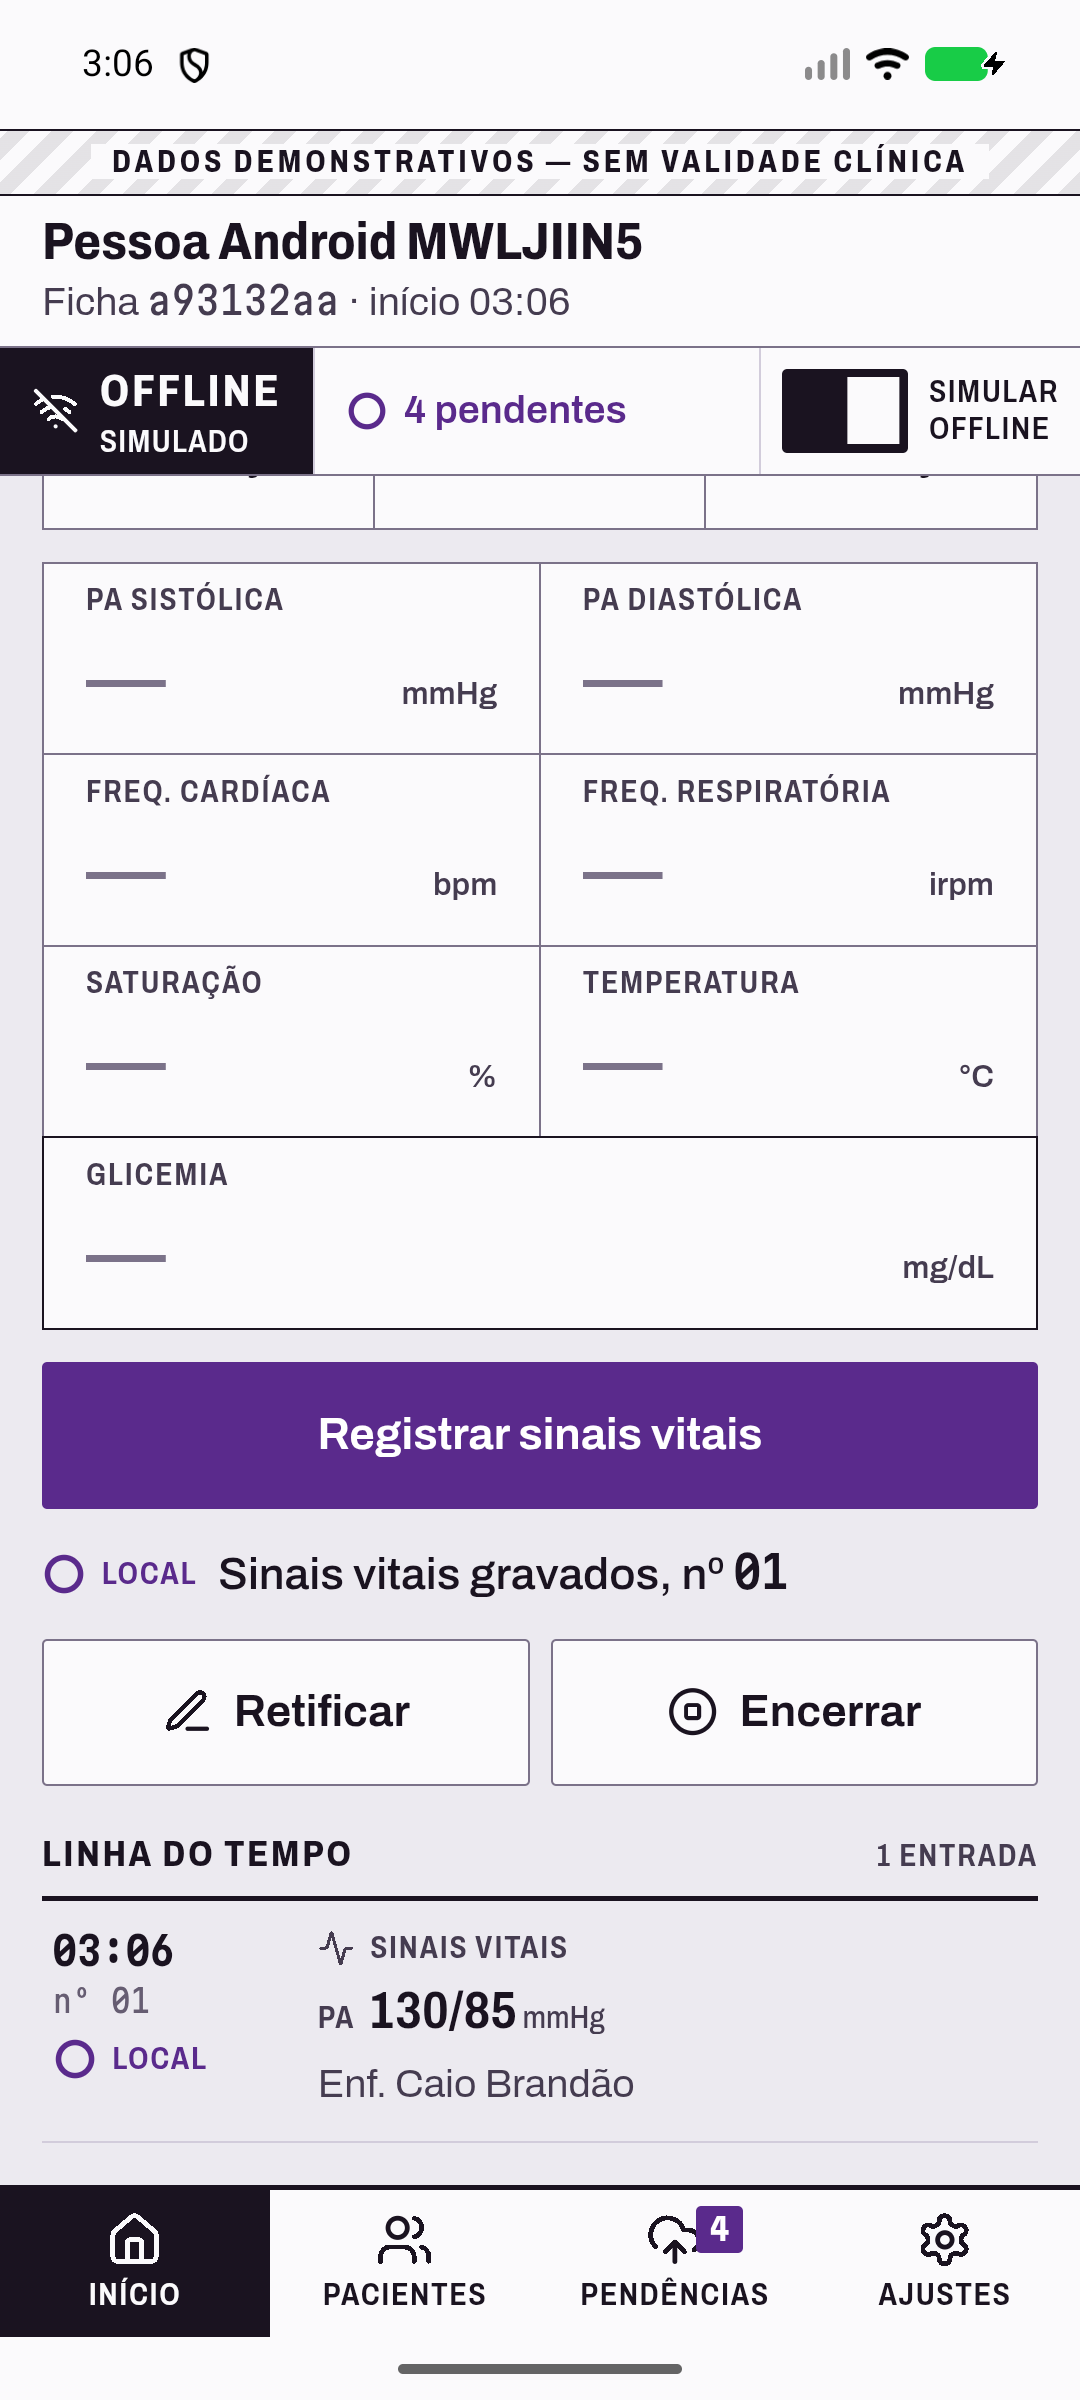 3:06
DADOS DEMONSTRATIVOS — SEM VALIDADE CLÍNICA
Pessoa Android MWLJIIN5
Ficha a93132aa · início 03:06
OFFLINE
SIMULADO
4 pendentes
SIMULAR
OFFLINE
PA SISTÓLICA
mmHg
PA DIASTÓLICA
mmHg
FREQ. CARDÍACA
bpm
FREQ. RESPIRATÓRIA
irpm
SATURAÇÃO
%
TEMPERATURA
°C
GLICEMIA
mg/dL
Registrar sinais vitais
LOCAL Sinais vitais gravados, nº 01
Retificar
Encerrar
LINHA DO TEMPO
1 ENTRADA
03:06
nº 01
LOCAL
SINAIS VITAIS
PA 130/85 mmHg
Enf. Caio Brandão
INÍCIO
PACIENTES
4
PENDÊNCIAS
AJUSTES